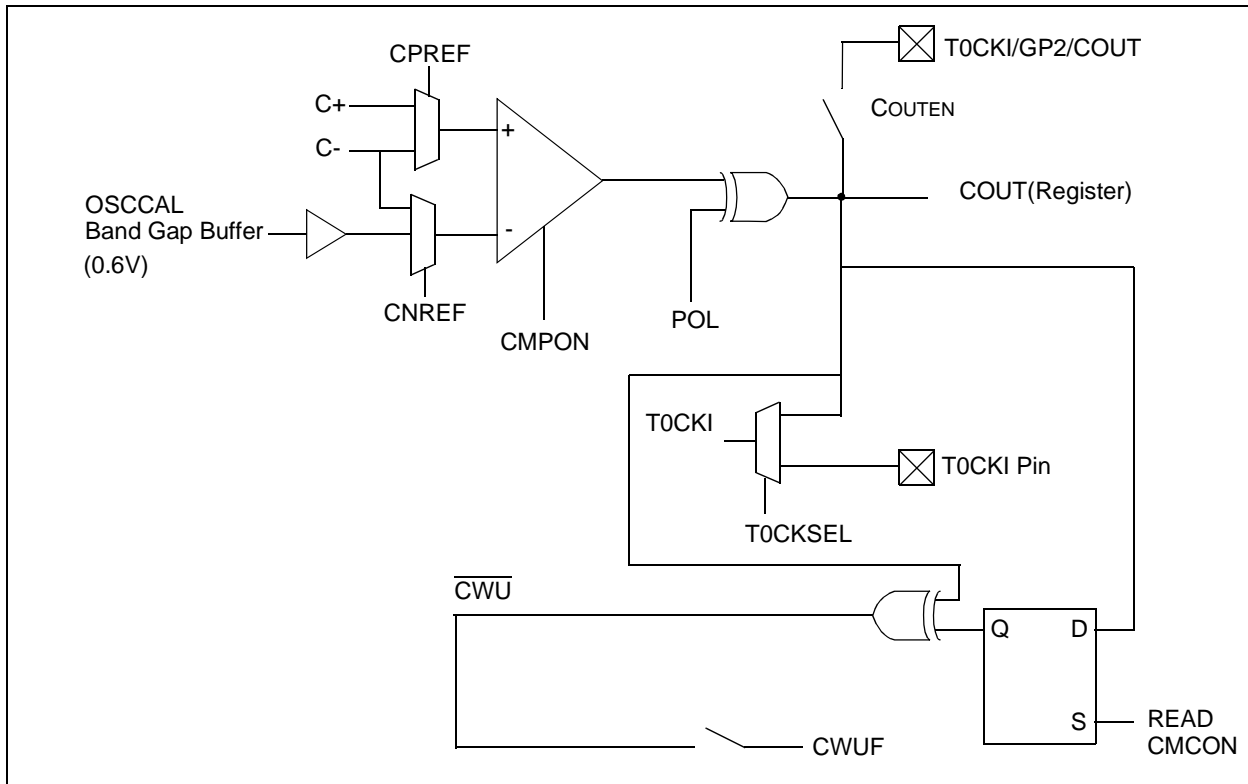 CPREF
T0CKI/GP2/COUT
C+
COUTEN
+
C-
COUT(Register)
OSCCAL
Band Gap Buffer
(0.6V)
-
CNREF
CMPON
POL
T0CKI
T0CKI Pin
T0CKSEL
CWU
Q
D
S
READ
CMCON
CWUF